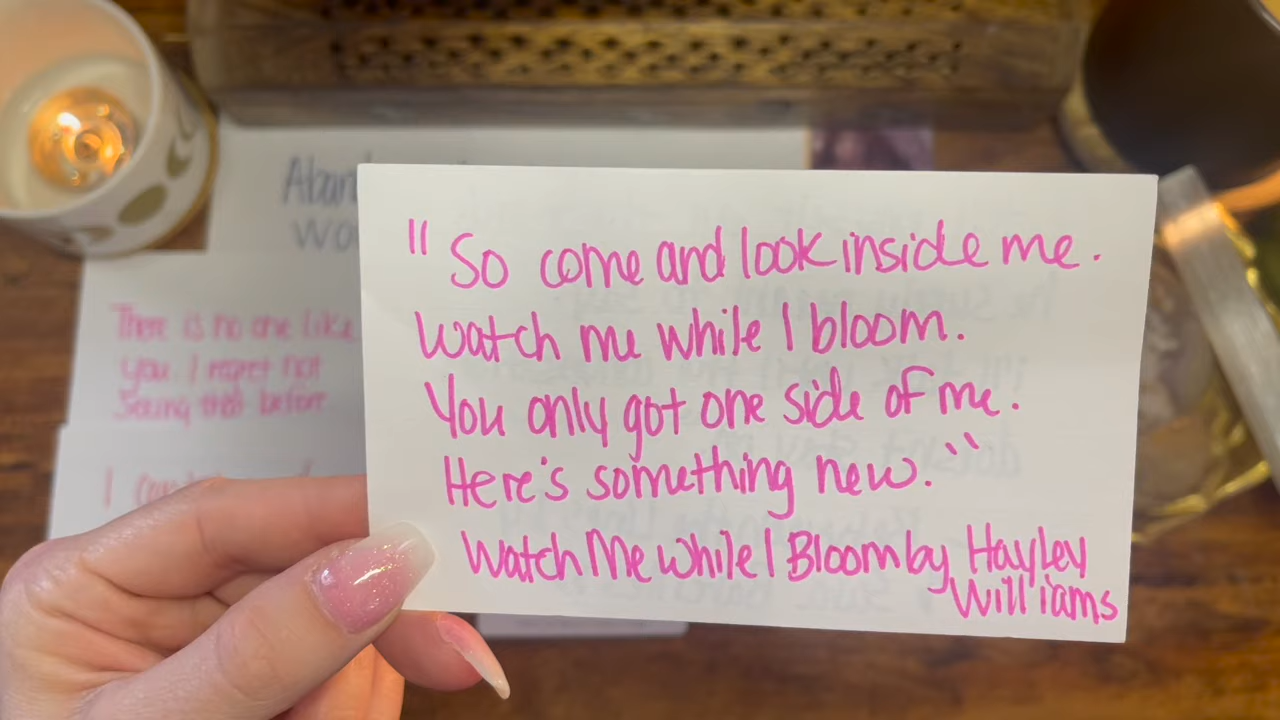 "So come and look inside me.
Watch me while I bloom.
You only got one side of me.
Here's something new."
Watch Me While I Bloom by Hayley
Williams
There is no one like
you. I regret not
seeing that before
I